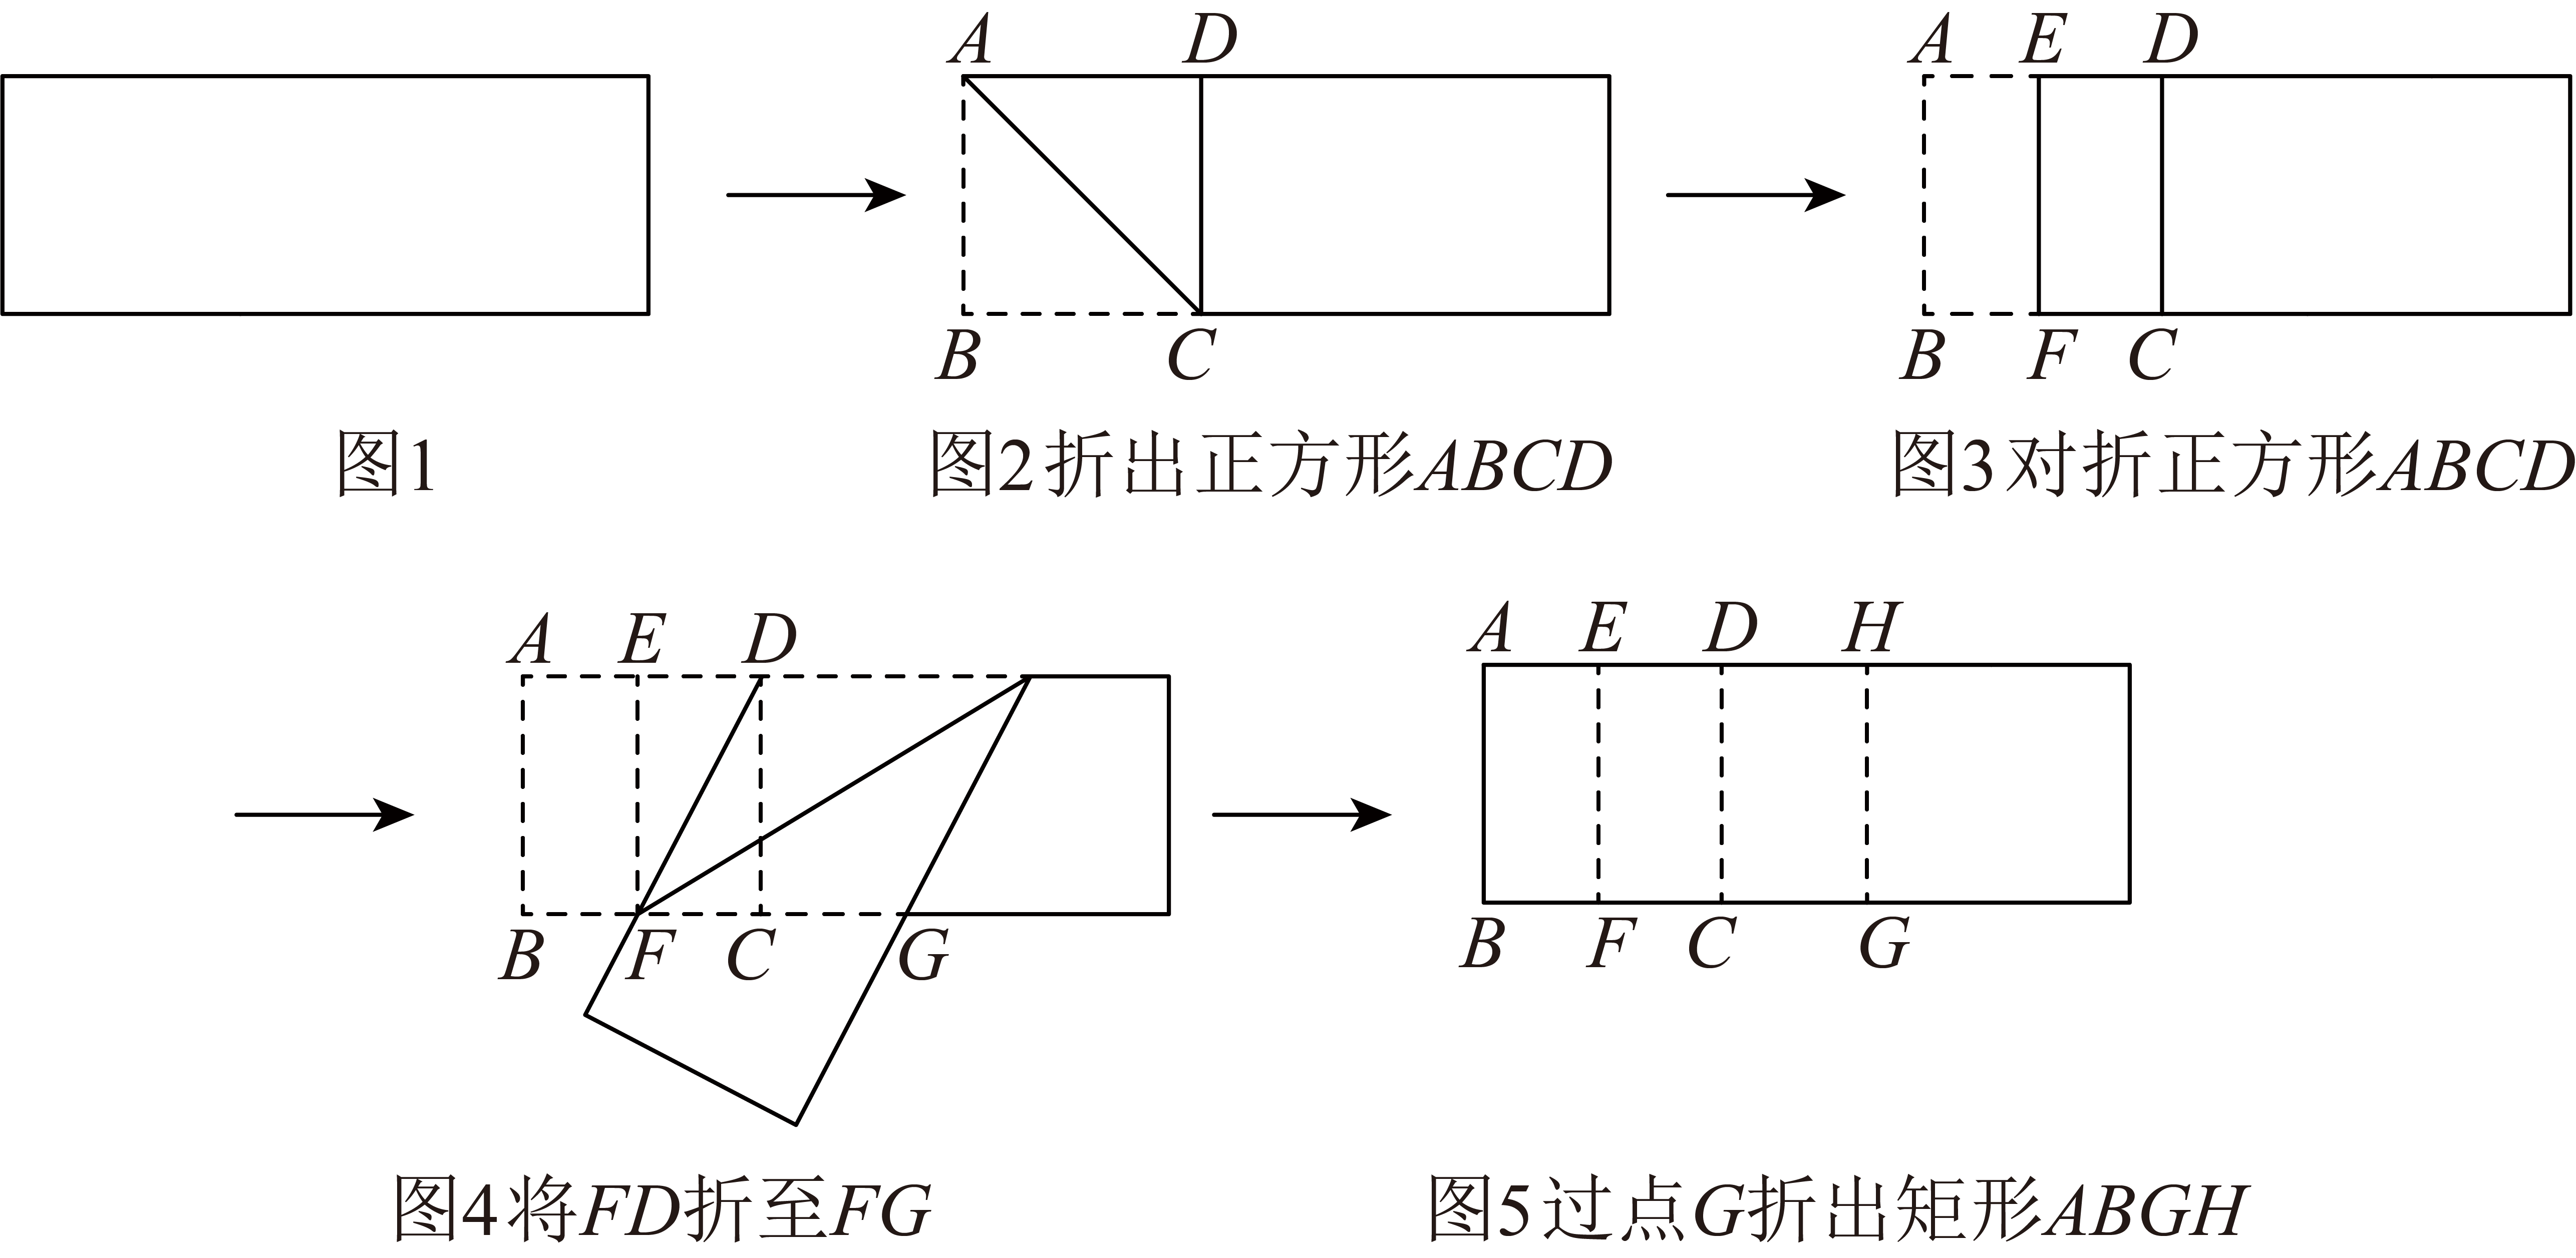 A D A E D
B C B F C
图1 图2 折出正方形ABCD 图3 对折正方形ABCD
A E D A E D H
B F C G B F C G
图4 将FD折至FG 图5 过点G折出矩形ABGH